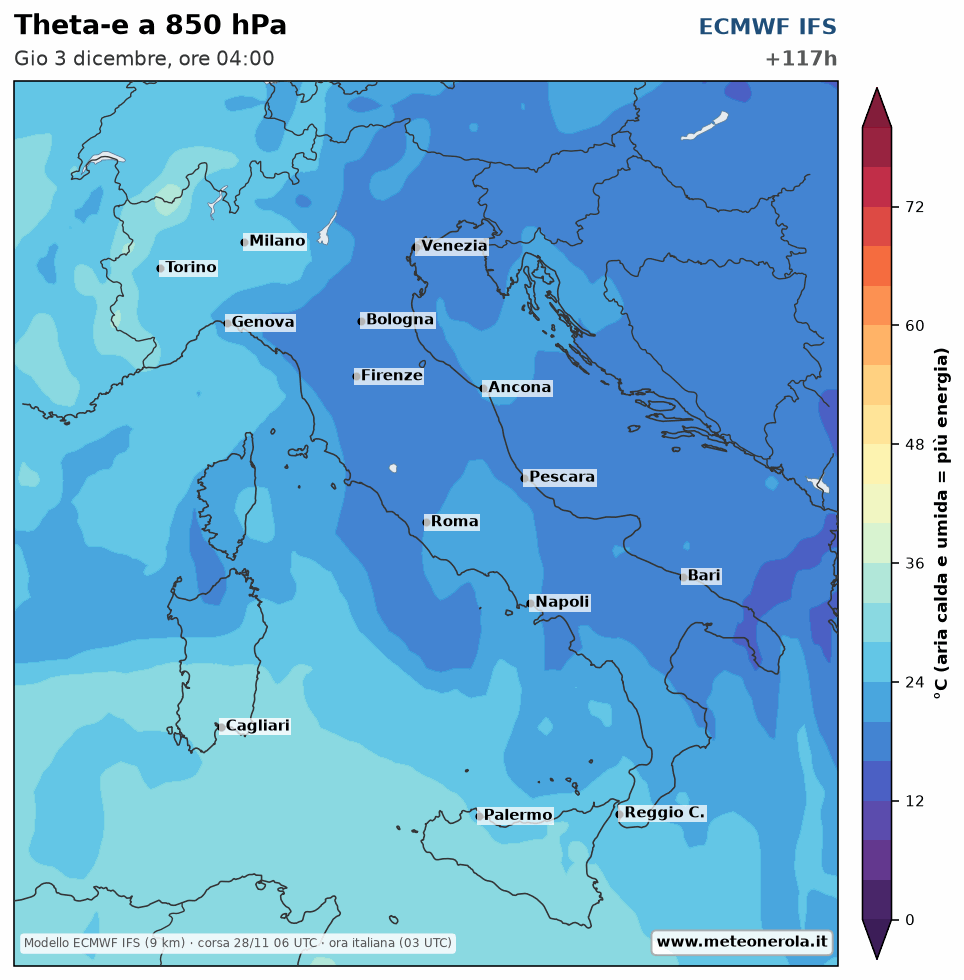 Theta-e a 850 hPa
ECMWF IFS
Gio 3 dicembre, ore 04:00
+117h
Milano
Venezia
Torino
Genova
Bologna
Firenze
Ancona
Pescara
Roma
Bari
Napoli
Cagliari
Palermo
Reggio C.
72
60
48
36
24
12
0
°C (aria calda e umida = più energia)
Modello ECMWF IFS (9 km) · corsa 28/11 06 UTC · ora italiana (03 UTC)
www.meteonerola.it